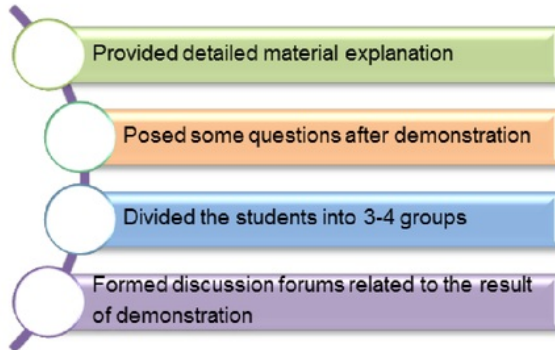 Provided detailed material explanation
Posed some questions after demonstration
Divided the students into 3-4 groups
Formed discussion forums related to the result
of demonstration